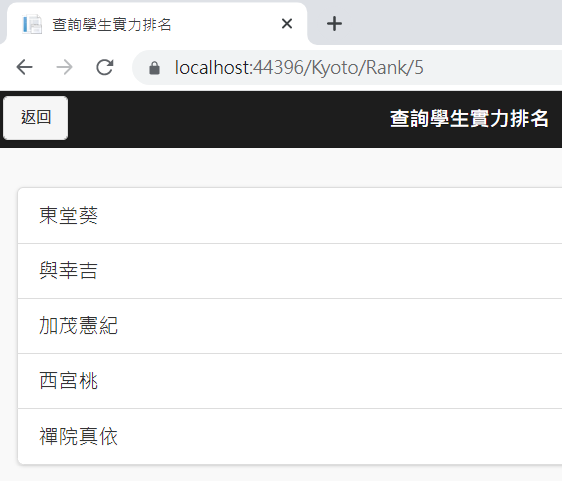 查詢學生實力排名
localhost:44396/Kyoto/Rank/5
返回 查詢學生實力排名
東堂葵
與幸吉
加茂憲紀
西宮桃
禪院真依